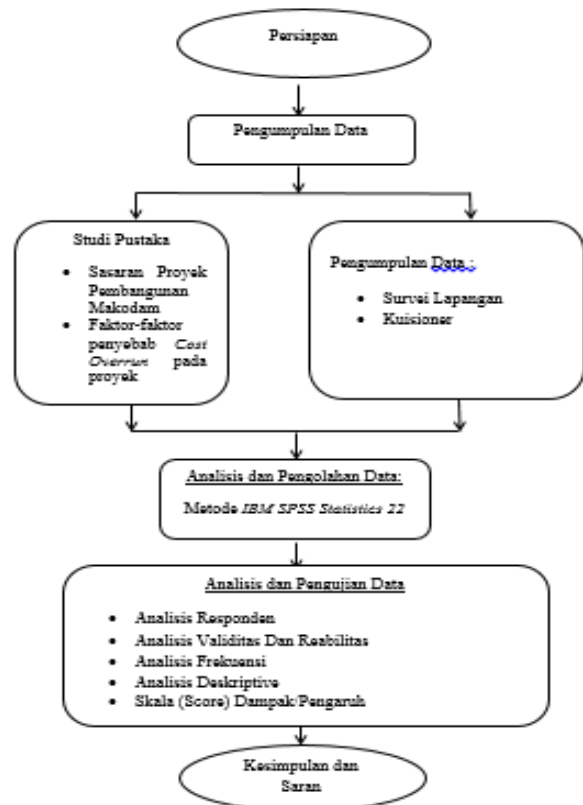 Persiapan
Pengumpulan Data
Studi Pustaka
• Sasaran Proyek
Pembangunan
Makodam
• Faktor-faktor
penyebab Cost
Overrun pada
proyek
Pengumpulan Data :
• Survei Lapangan
• Kuisioner
Analisis dan Pengolahan Data:
Metode IBM SPSS Statistics 22
Analisis dan Pengujian Data
• Analisis Responden
• Analisis Validitas Dan Reabilitas
• Analisis Frekuensi
• Analisis Deskriptive
• Skala (Score) Dampak/Pengaruh
Kesimpulan dan
Saran